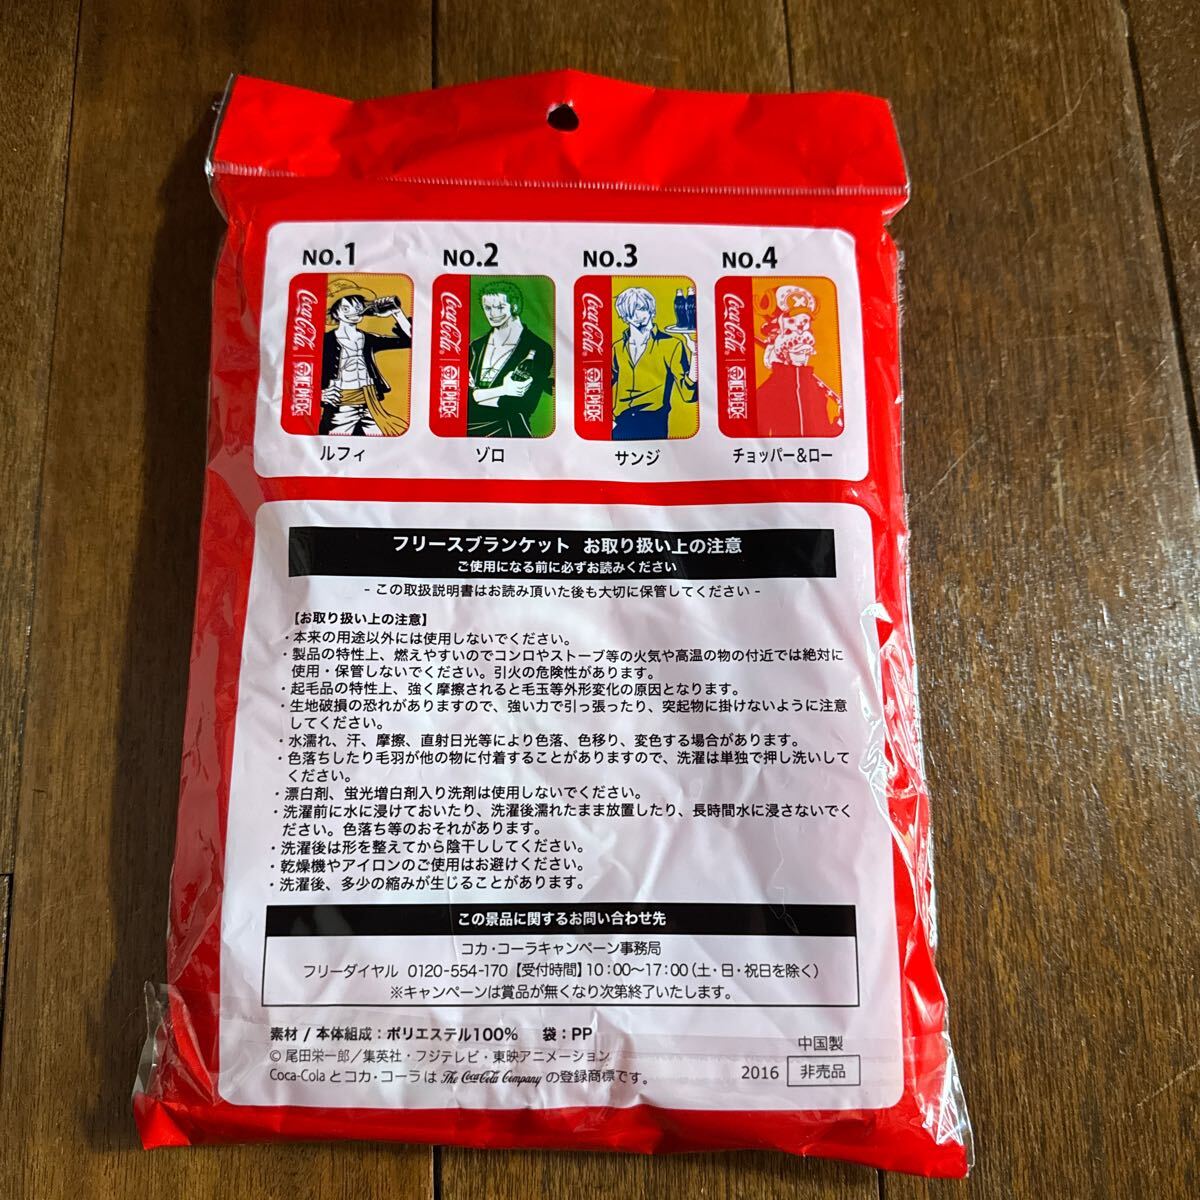 NO.1 NO.2 NO.3 NO.4
Coca-Cola ONE PIECE Coca-Cola ONE PIECE Coca-Cola ONE PIECE Coca-Cola ONE PIECE
ルフィ ゾロ サンジ チョッパー&ロー
フリースブランケット お取り扱い上の注意
ご使用になる前に必ずお読みください
- この取扱説明書はお読み頂いた後も大切に保管してください -
【お取り扱い上の注意】
・本来の用途以外には使用しないでください。
・製品の特性上、燃えやすいのでコンロやストーブ等の火気や高温の物の付近では絶対に
使用・保管しないでください。引火の危険性があります。
・起毛品の特性上、強く摩擦されると毛玉等外形変化の原因となります。
・生地破損の恐れがありますので、強い力で引っ張ったり、突起物に掛けないように注意
してください。
・水濡れ、汗、摩擦、直射日光等により色落、色移り、変色する場合があります。
・色落ちしたり毛羽が他の物に付着することがありますので、洗濯は単独で押し洗いして
ください。
・漂白剤、蛍光増白剤入り洗剤は使用しないでください。
・洗濯前に水に浸けておいたり、洗濯後濡れたまま放置したり、長時間水に浸さないでく
ださい。色落ち等のおそれがあります。
・洗濯後は形を整えてから陰干ししてください。
・乾燥機やアイロンのご使用はお避けください。
・洗濯後、多少の縮みが生じることがあります。
この景品に関するお問い合わせ先
コカ・コーラキャンペーン事務局
フリーダイヤル 0120-554-170【受付時間】10:00〜17:00(土・日・祝日を除く)
※キャンペーンは賞品が無くなり次第終了いたします。
素材 / 本体組成:ポリエステル100% 袋:PP
© 尾田栄一郎/集英社・フジテレビ・東映アニメーション
中国製
Coca-Cola とコカ・コーラは The Coca-Cola Company の登録商標です。
2016 非売品